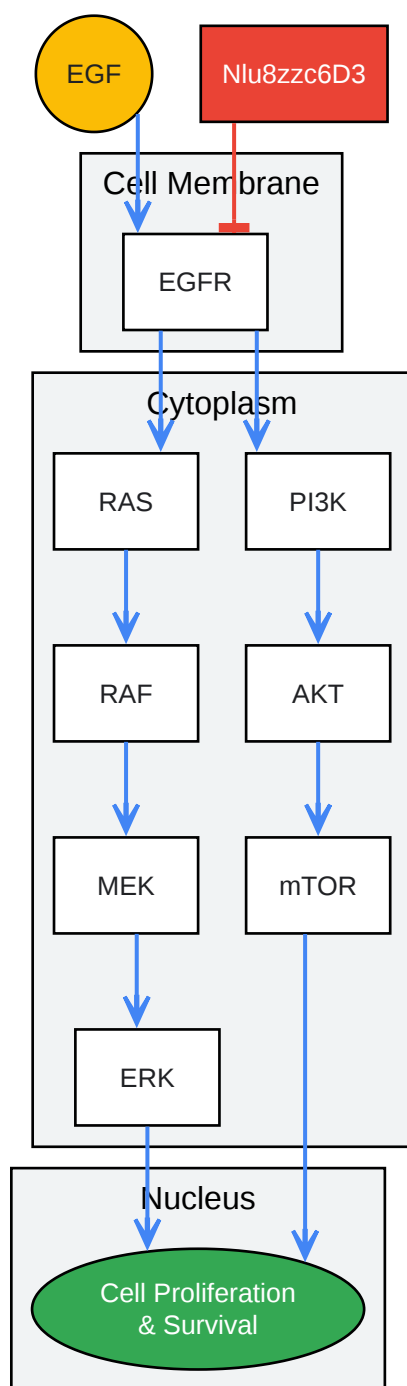 EGF
Nlu8zzc6D3
Cell Membrane
EGFR
Cytoplasm
RAS
PI3K
RAF
AKT
MEK
mTOR
ERK
Nucleus
Cell Proliferation
& Survival